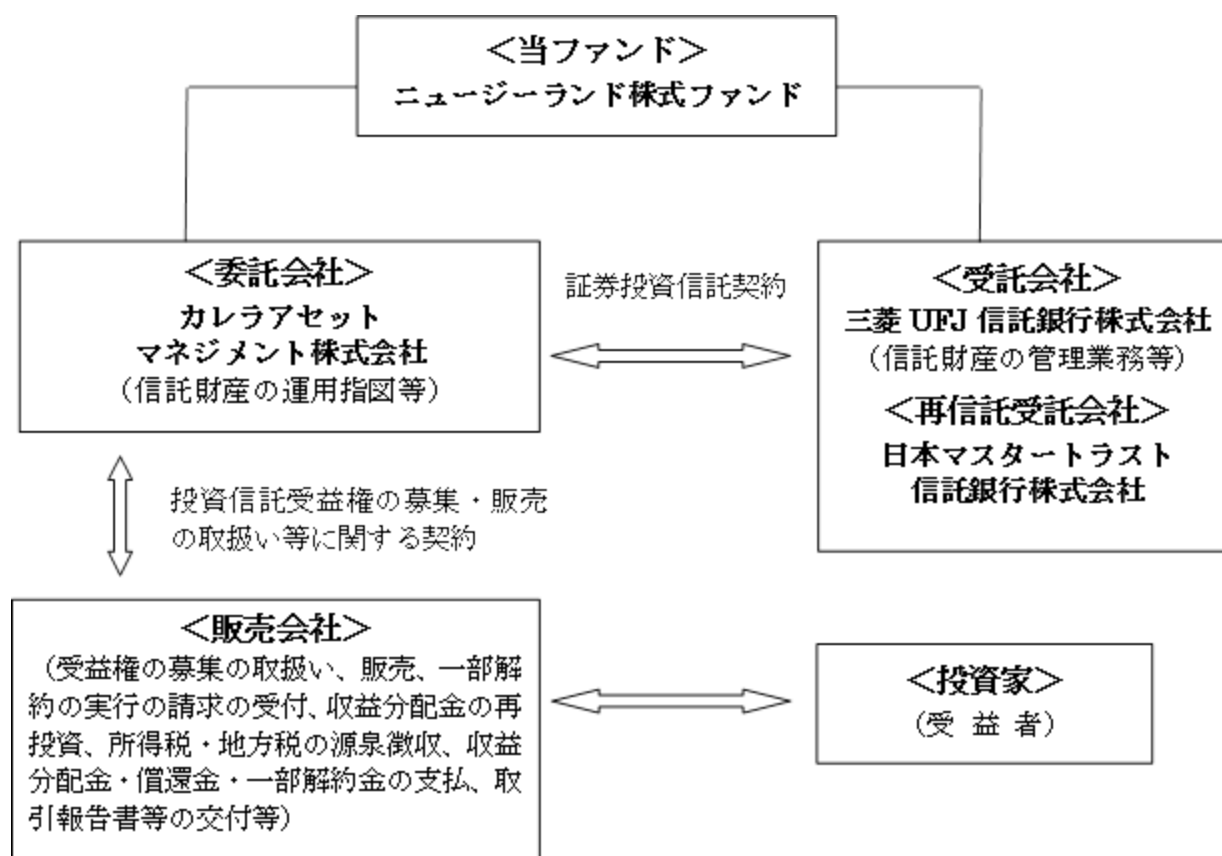 ＜当ファンド＞
ニュージーランド株式ファンド
＜委託会社＞
カレラアセット
マネジメント株式会社
（信託財産の運用指図等）
証券投資信託契約
＜受託会社＞
三菱 UFJ 信託銀行株式会社
（信託財産の管理業務等）
＜再信託受託会社＞
日本マスタートラスト
信託銀行株式会社
投資信託受益権の募集・販売
の取扱い等に関する契約
＜販売会社＞
（受益権の募集の取扱い、販売、一部解
約の実行の請求の受付、収益分配金の再
投資、所得税・地方税の源泉徴収、収益
分配金・償還金・一部解約金の支払、取
引報告書等の交付等）
＜投資家＞
（受 益 者）